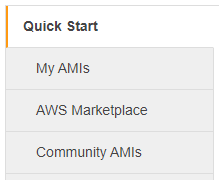 Quick Start
My AMIs
AWS Marketplace
Community AMIs